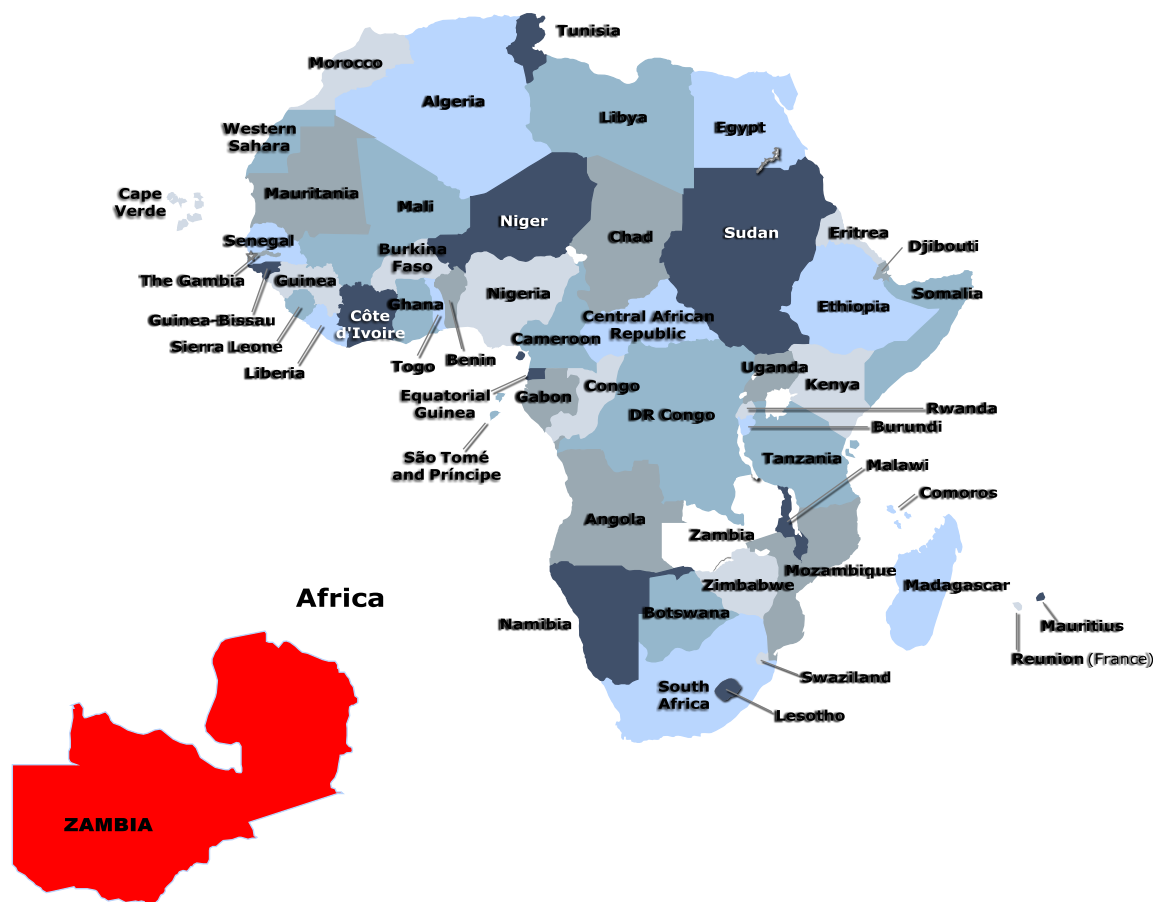 Tunisia
Morocco
Algeria
Libya
Egypt
Western
Sahara
Mauritania
Mali
Niger
Chad
Sudan
Cape
Verde
Senegal
Eritrea
Djibouti
Burkina
Faso
The Gambia
Guinea
Nigeria
Ethiopia
Somalia
Ghana
Guinea-Bissau
Côte
d'Ivoire
Central African
Republic
Cameroon
Sierra Leone
Liberia
Togo
Benin
Uganda
Kenya
Equatorial
Guinea
Gabon
Congo
DR Congo
Rwanda
Burundi
São Tomé
and Príncipe
Tanzania
Malawi
Comoros
Angola
Zambia
Mozambique
Zimbabwe
Madagascar
Africa
Namibia
Botswana
Mauritius
Reunion (France)
Swaziland
South
Africa
Lesotho
ZAMBIA